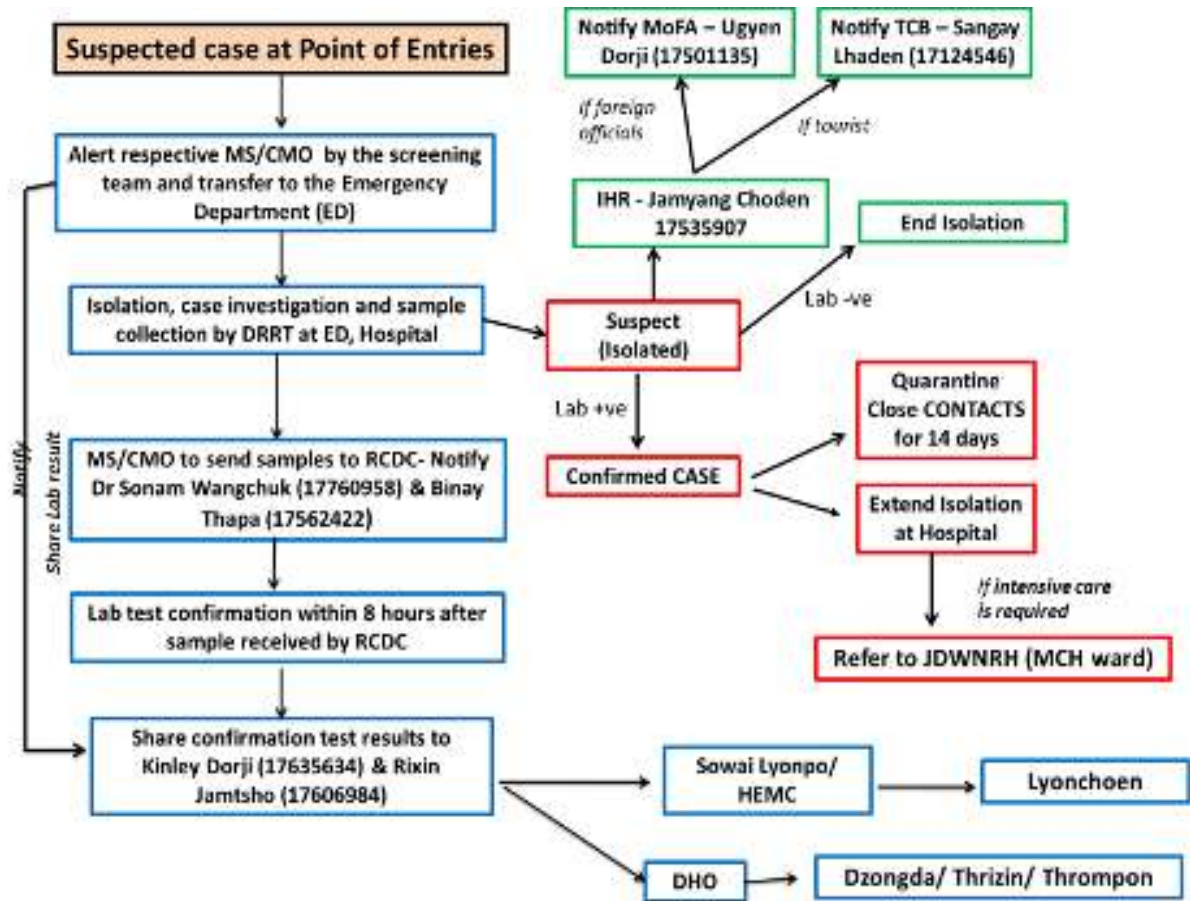 Suspected case at Point of Entries
Notify MoFA – Ugyen
Dorji (17501135)
Notify TCB – Sangay
Lhaden (17124546)
if foreign
officials
If tourist
Alert respective MS/CMO by the screening
team and transfer to the Emergency
Department (ED)
IHR - Jamyang Choden
17535907
End Isolation
Isolation, case investigation and sample
collection by DRRT at ED, Hospital
Suspect
(Isolated)
Lab -ve
Lab +ve
Quarantine
Close CONTACTS
for 14 days
MS/CMO to send samples to RCDC- Notify
Dr Sonam Wangchuk (17760958) & Binay
Thapa (17562422)
Confirmed CASE
Extend Isolation
at Hospital
Notify
Share Lab result
If intensive care
is required
Lab test confirmation within 8 hours after
sample received by RCDC
Refer to JDWNRH (MCH ward)
Share confirmation test results to
Kinley Dorji (17635634) & Rixin
Jamtsho (17606984)
Sowai Lyonpo/
HEMC
Lyonchoen
DHO
Dzongda/ Thrizin/ Thrompon